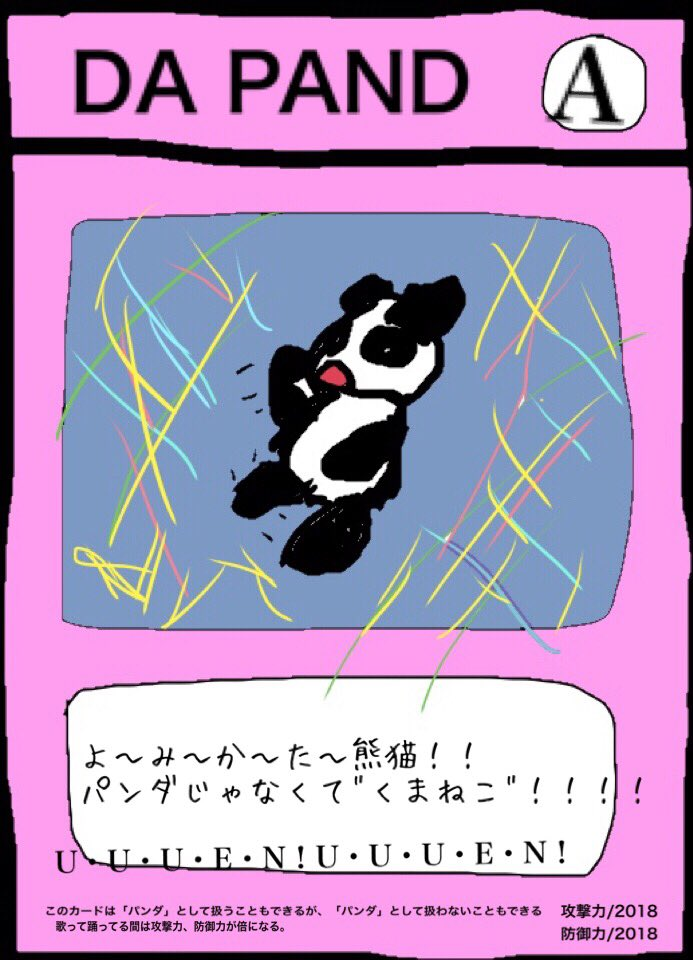 DA PAND A
よ～み～か～た～熊猫！！
パンダじゃなくて"くまねこ"！！！！
U・U・U・E・N!U・U・U・E・N!
このカードは「パンダ」として扱うこともできるが、「パンダ」として扱わないこともできる
歌って踊ってる間は攻撃力、防御力が倍になる。
攻撃力/2018
防御力/2018